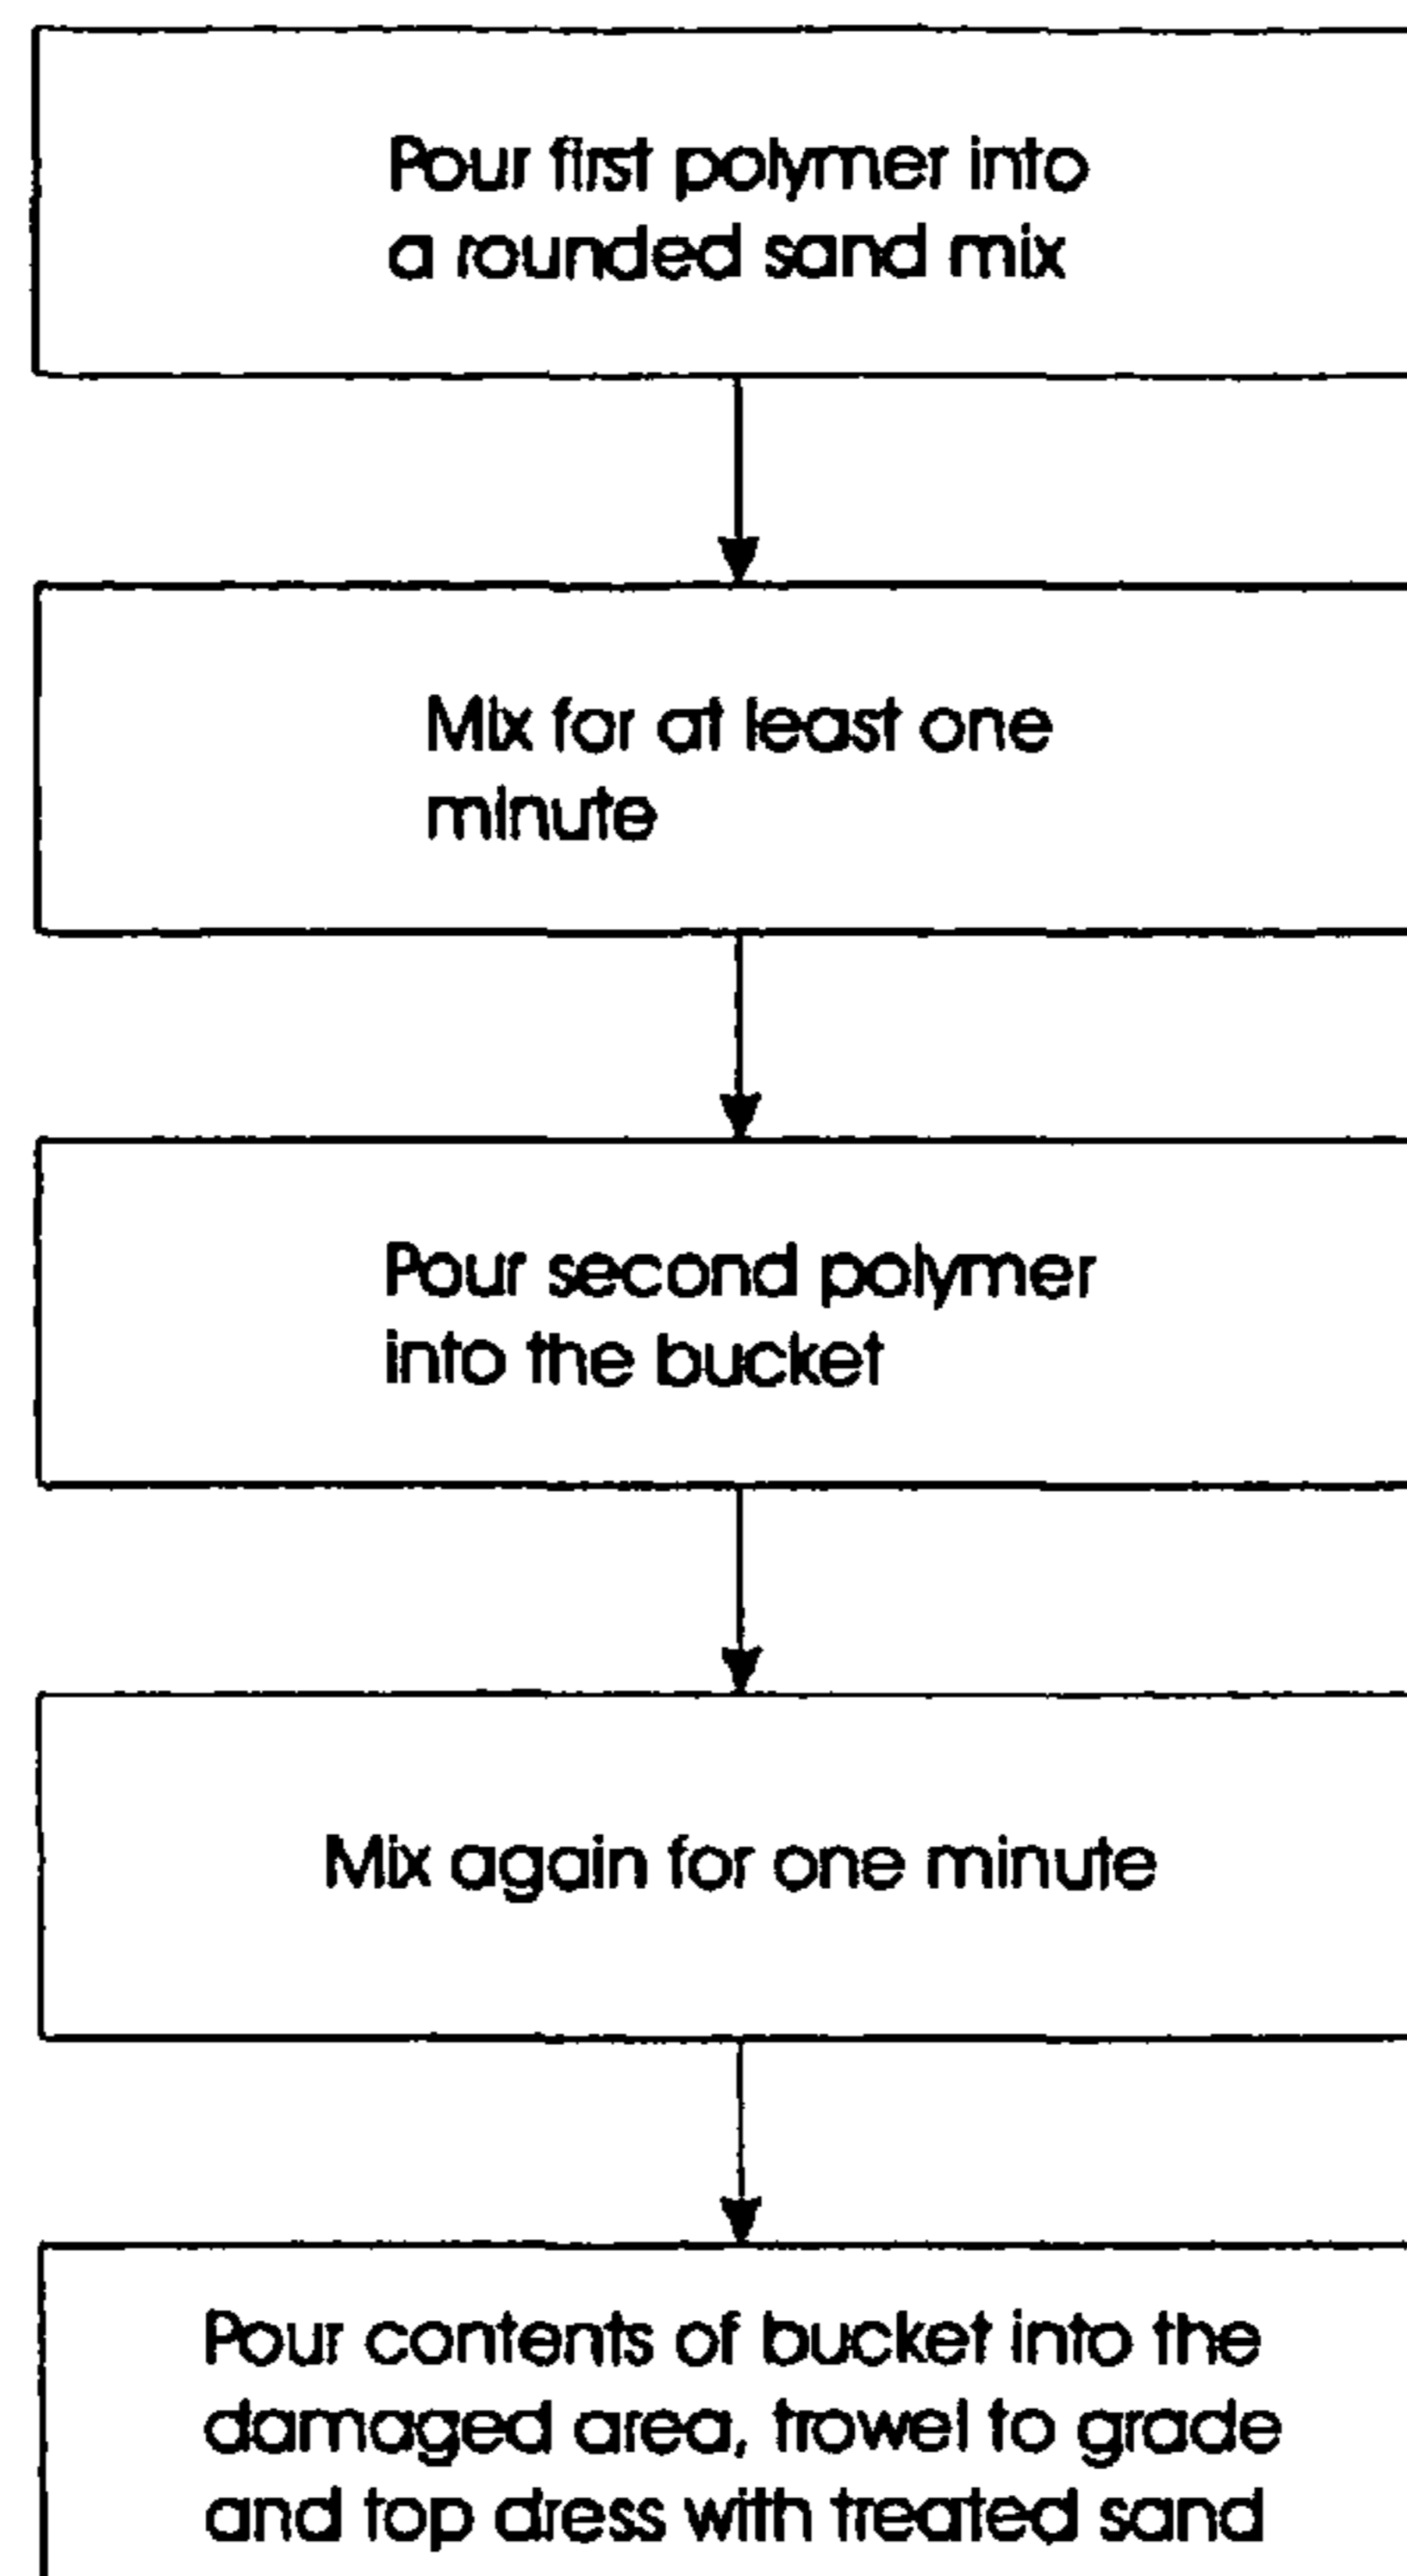 Pour first polymer into
a rounded sand mix
Mix for at least one
minute
Pour second polymer
into the bucket
Mix again for one minute
Pour contents of bucket into the
damaged area, trowel to grade
and top dress with treated sand